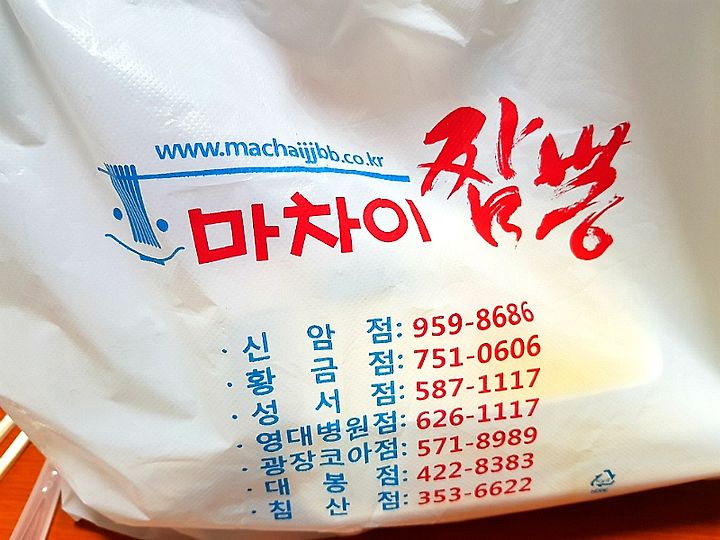 www.machaijjbb.co.kr
마차이 짬뽕
· 신 암 점: 959-8686
· 황 금 점: 751-0606
· 성 서 점: 587-1117
· 영대병원점: 626-1117
· 광장코아점: 571-8989
· 대 봉 점: 422-8383
· 침 산 점: 353-6622